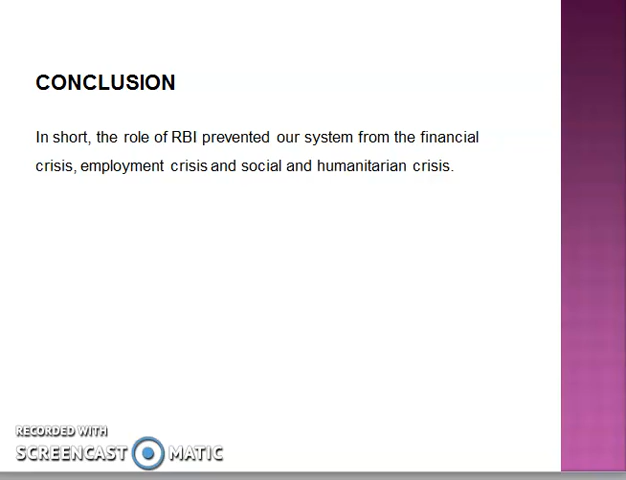 CONCLUSION
In short, the role of RBI prevented our system from the financial
crisis, employment crisis and social and humanitarian crisis.
RECORDED WITH
SCREENCAST MATIC